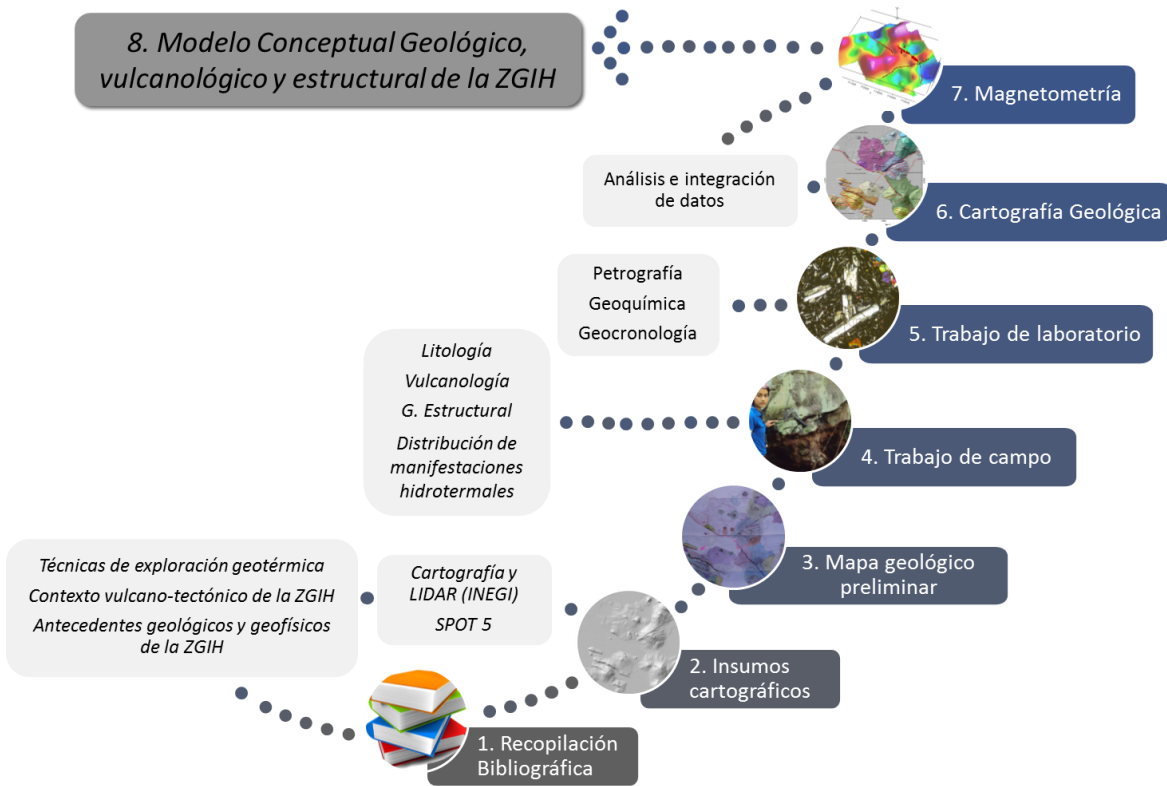 8. Modelo Conceptual Geológico,
vulcanológico y estructural de la ZGIH
7. Magnetometría
Análisis e integración
de datos
6. Cartografía Geológica
Petrografía
Geoquímica
Geocronología
5. Trabajo de laboratorio
Litología
Vulcanología
G. Estructural
Distribución de
manifestaciones
hidrotermales
4. Trabajo de campo
3. Mapa geológico
preliminar
Técnicas de exploración geotérmica
Contexto vulcano-tectónico de la ZGIH
Antecedentes geológicos y geofísicos
de la ZGIH
Cartografía y
LIDAR (INEGI)
SPOT 5
2. Insumos
cartográficos
1. Recopilación
Bibliográfica